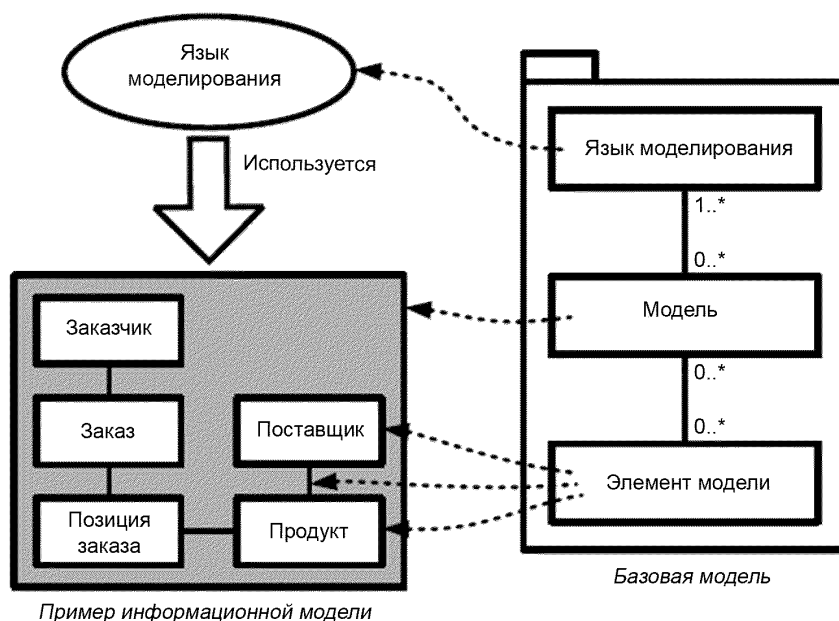 Язык
моделирования
Используется
Заказчик
Заказ
Поставщик
Позиция
заказа
Продукт
Пример информационной модели
Язык моделирования
1..*
0..*
Модель
0..*
0..*
Элемент модели
Базовая модель